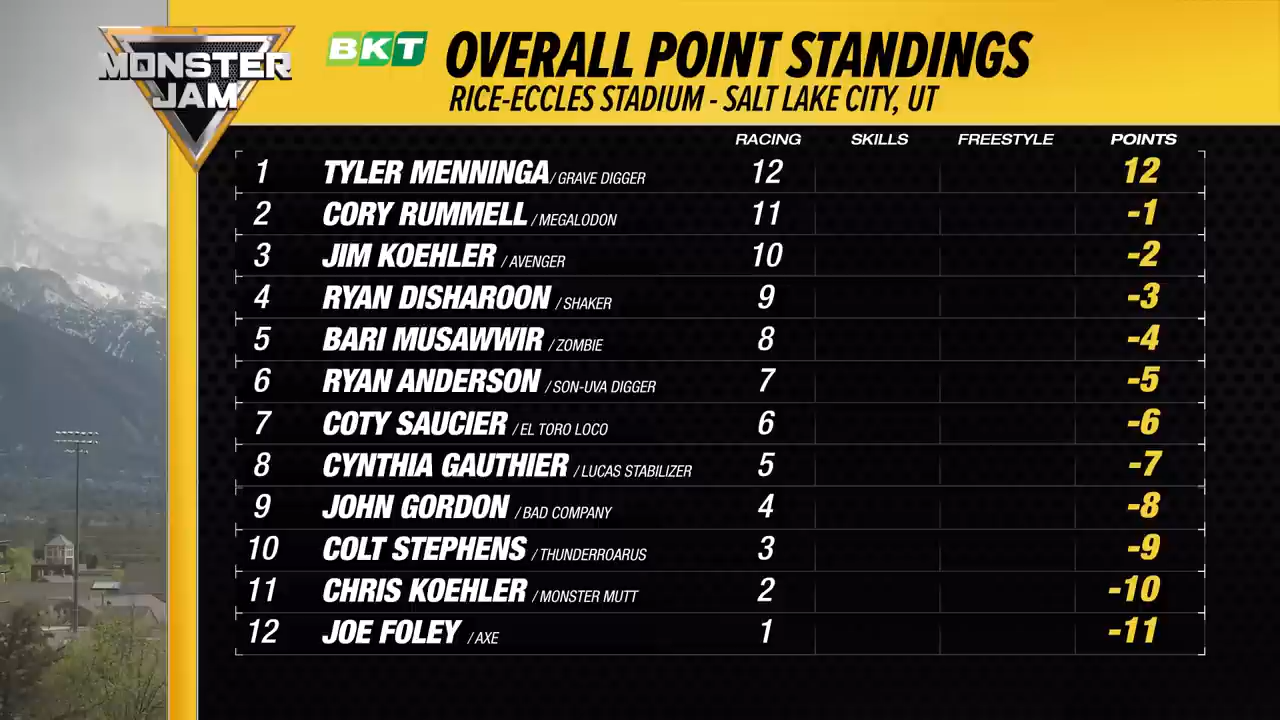 MONSTER JAM
BKT OVERALL POINT STANDINGS
RICE-ECCLES STADIUM - SALT LAKE CITY, UT
RACING SKILLS FREESTYLE POINTS
1 TYLER MENNINGA / GRAVE DIGGER 12 12
2 CORY RUMMELL / MEGALODON 11 -1
3 JIM KOEHLER / AVENGER 10 -2
4 RYAN DISHAROON / SHAKER 9 -3
5 BARI MUSAWWIR / ZOMBIE 8 -4
6 RYAN ANDERSON / SON-UVA DIGGER 7 -5
7 COTY SAUCIER / EL TORO LOCO 6 -6
8 CYNTHIA GAUTHIER / LUCAS STABILIZER 5 -7
9 JOHN GORDON / BAD COMPANY 4 -8
10 COLT STEPHENS / THUNDERROARUS 3 -9
11 CHRIS KOEHLER / MONSTER MUTT 2 -10
12 JOE FOLEY / AXE 1 -11